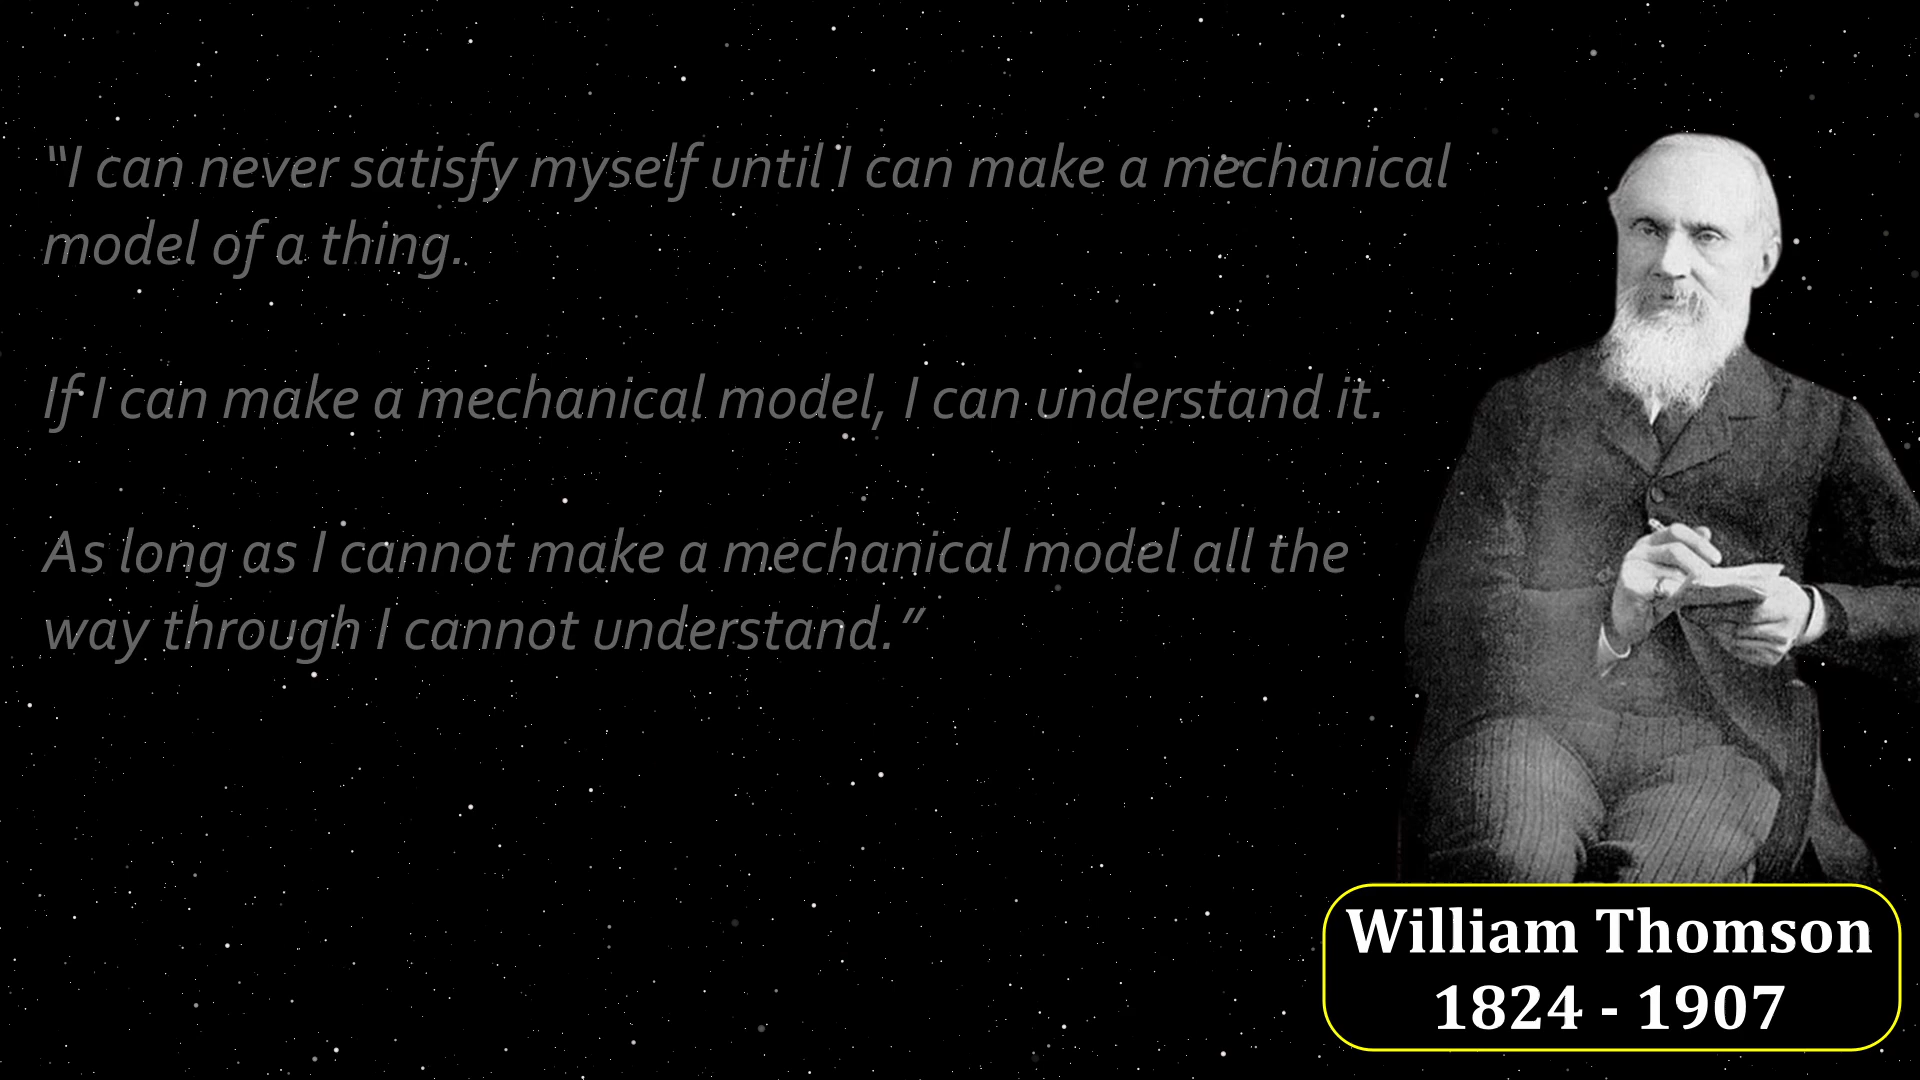 “I can never satisfy myself until I can make a mechanical
model of a thing.
If I can make a mechanical model, I can understand it.
As long as I cannot make a mechanical model all the
way through I cannot understand.”
William Thomson
1824 - 1907